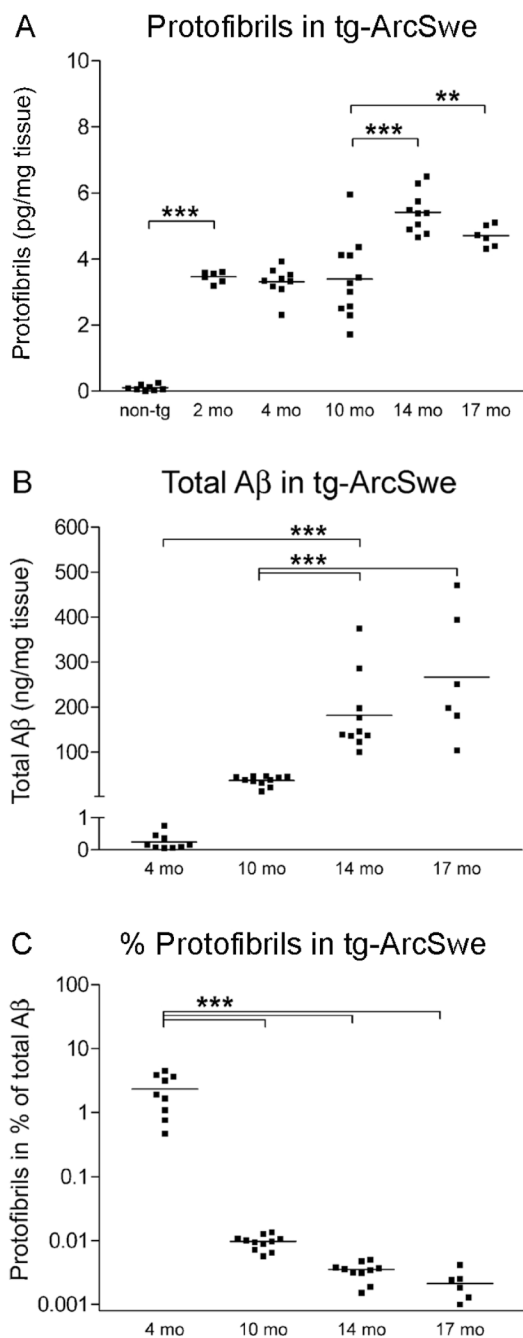 A Protofibrils in tg-ArcSwe
Protofibrils (pg/mg tissue)
10
8
6
4
2
0
***
***
**
non-tg 2 mo 4 mo 10 mo 14 mo 17 mo
B Total Aβ in tg-ArcSwe
Total Aβ (ng/mg tissue)
600
500
400
300
200
100
1
0
***
***
4 mo 10 mo 14 mo 17 mo
C % Protofibrils in tg-ArcSwe
Protofibrils in % of total Aβ
100
10
1
0.1
0.01
0.001
***
4 mo 10 mo 14 mo 17 mo